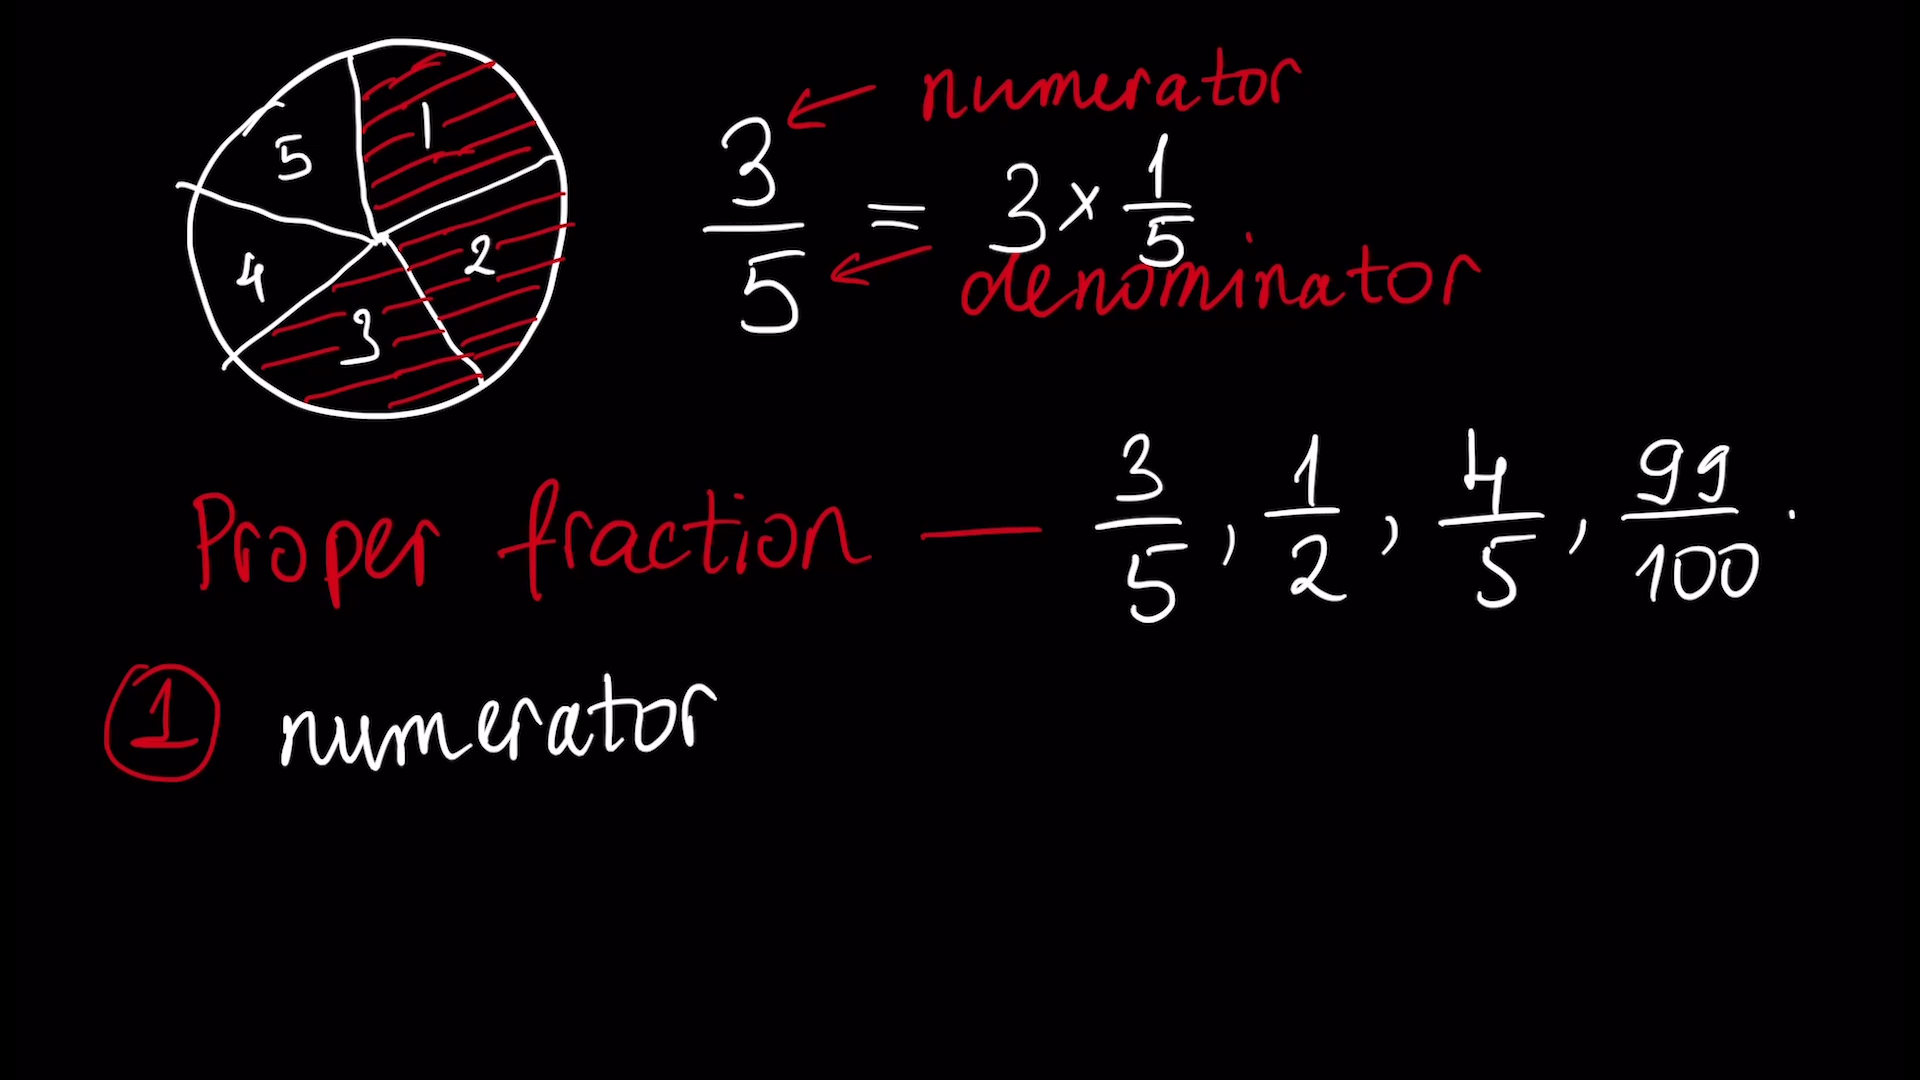 5 1
4 2
3
3/5 = 3 × 1/5
numerator
denominator
Proper fraction — 3/5, 1/2, 4/5, 99/100.
1 numerator